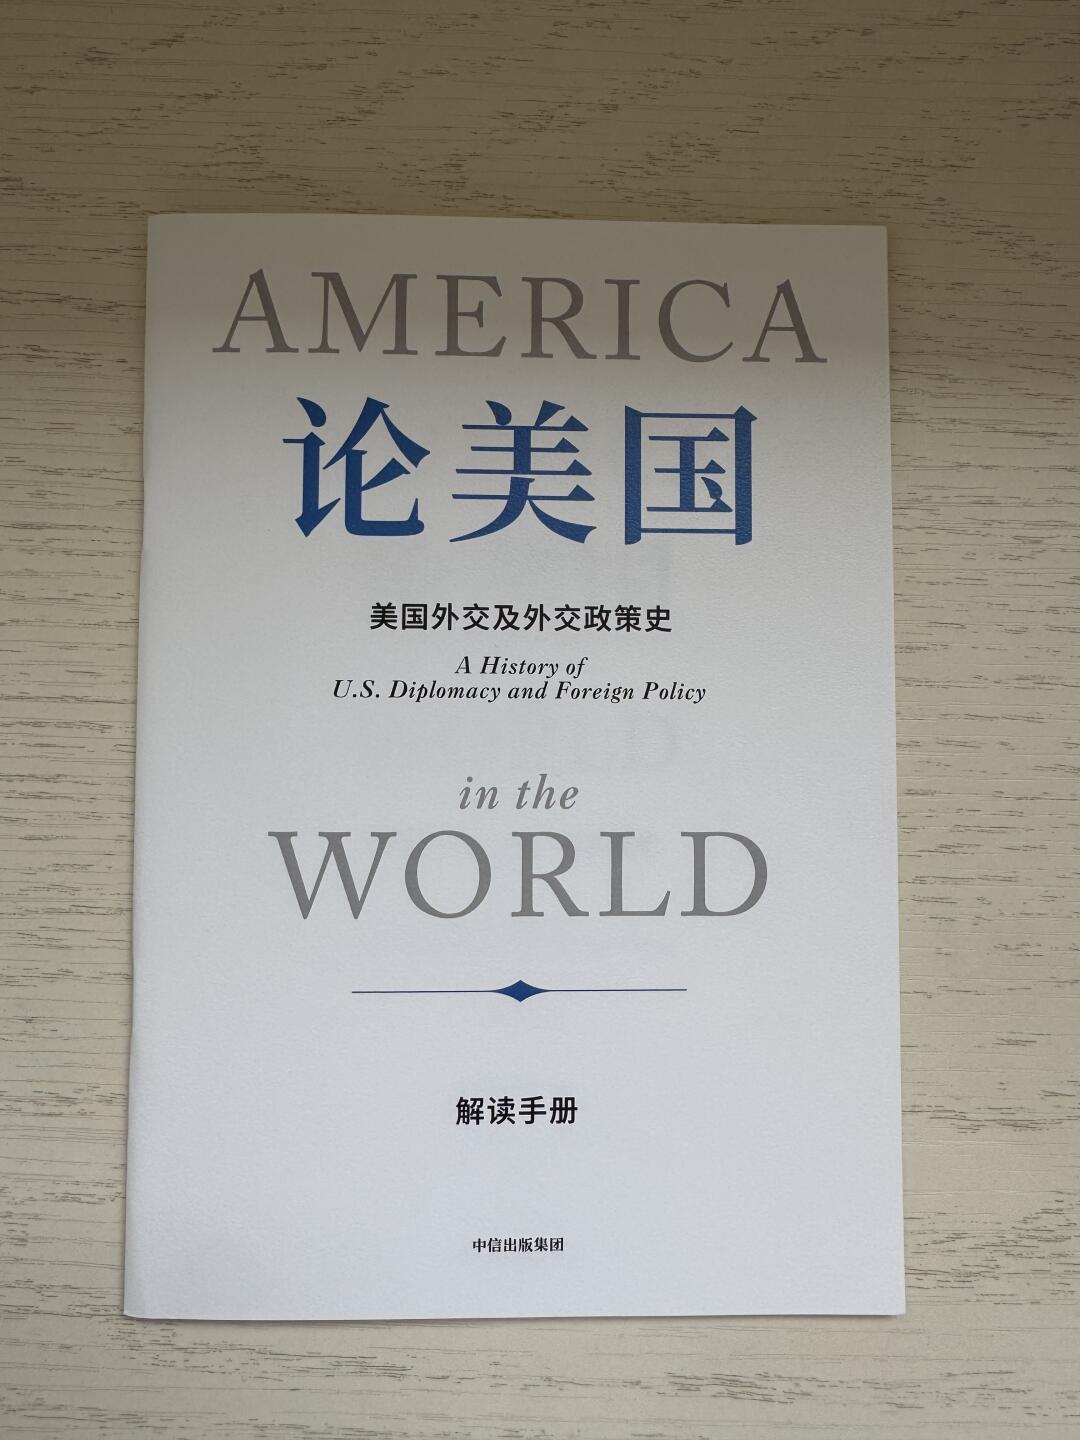 AMERICA
论美国
美国外交及外交政策史
A History of
U.S. Diplomacy and Foreign Policy
in the
WORLD
解读手册
中信出版集团